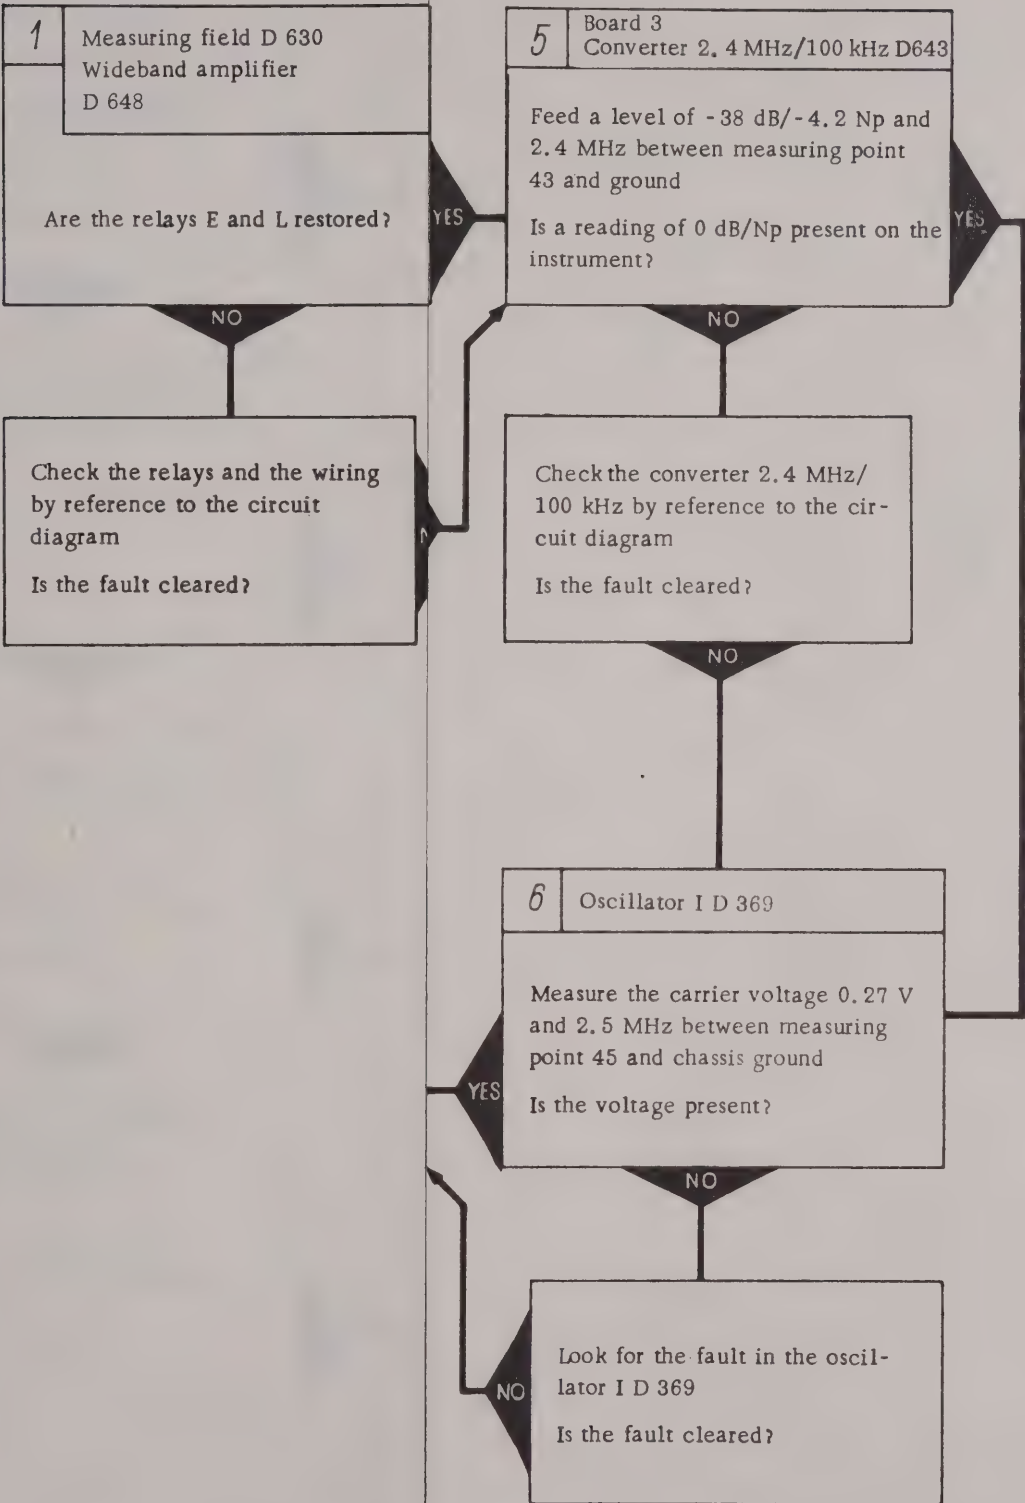 1
Measuring field D 630
Wideband amplifier
D 648
Are the relays E and L restored?
YES
NO
Check the relays and the wiring
by reference to the circuit
diagram
Is the fault cleared?
5
Board 3
Converter 2. 4 MHz/100 kHz D643
Feed a level of -38 dB/-4. 2 Np and
2. 4 MHz between measuring point
43 and ground
Is a reading of 0 dB/Np present on the
instrument?
YES
NO
Check the converter 2. 4 MHz/
100 kHz by reference to the cir-
cuit diagram
Is the fault cleared?
NO
6
Oscillator I D 369
Measure the carrier voltage 0. 27 V
and 2. 5 MHz between measuring
point 45 and chassis ground
Is the voltage present?
YES
NO
Look for the fault in the oscil-
lator I D 369
Is the fault cleared?
NO